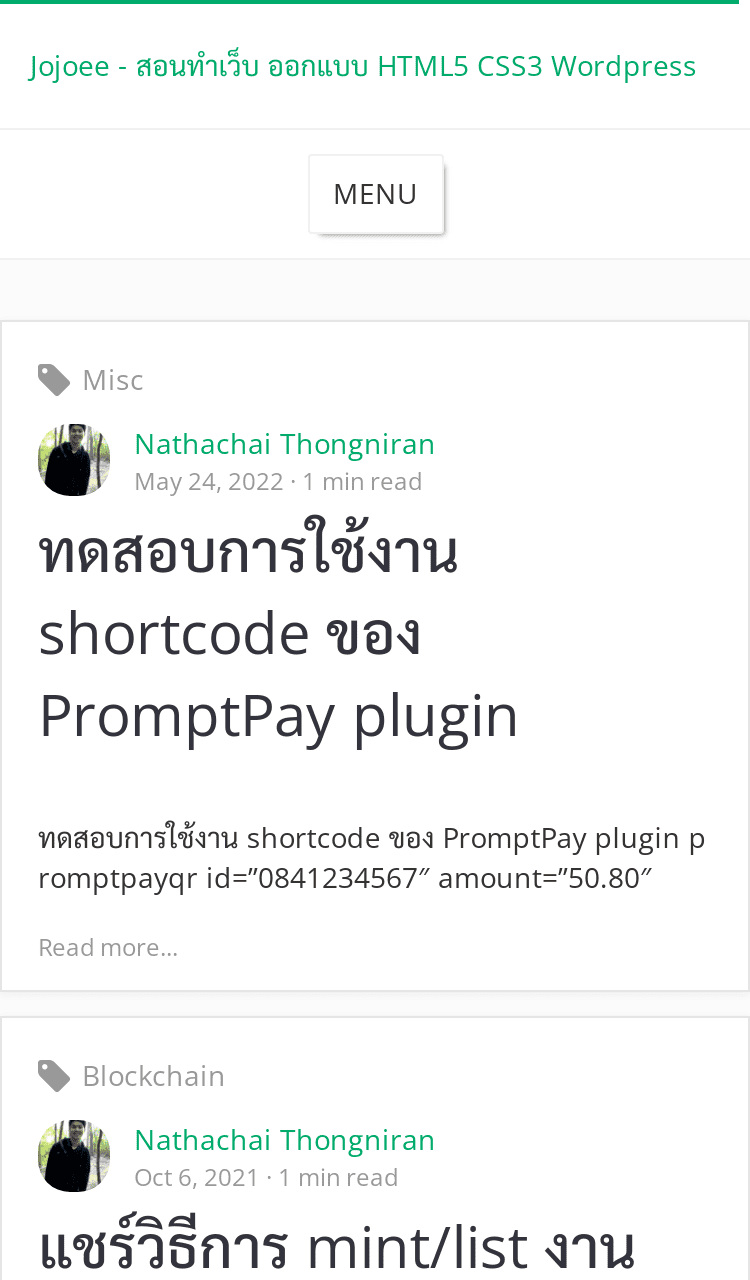 Jojoee - สอนทำเว็บ ออกแบบ HTML5 CSS3 Wordpress
MENU
Misc
Nathachai Thongniran
May 24, 2022 · 1 min read
ทดสอบการใช้งาน
shortcode ของ
PromptPay plugin
ทดสอบการใช้งาน shortcode ของ PromptPay plugin p
romptpayqr id=”0841234567″ amount=”50.80″
Read more...
Blockchain
Nathachai Thongniran
Oct 6, 2021 · 1 min read
แชร์วิธีการ mint/list งาน